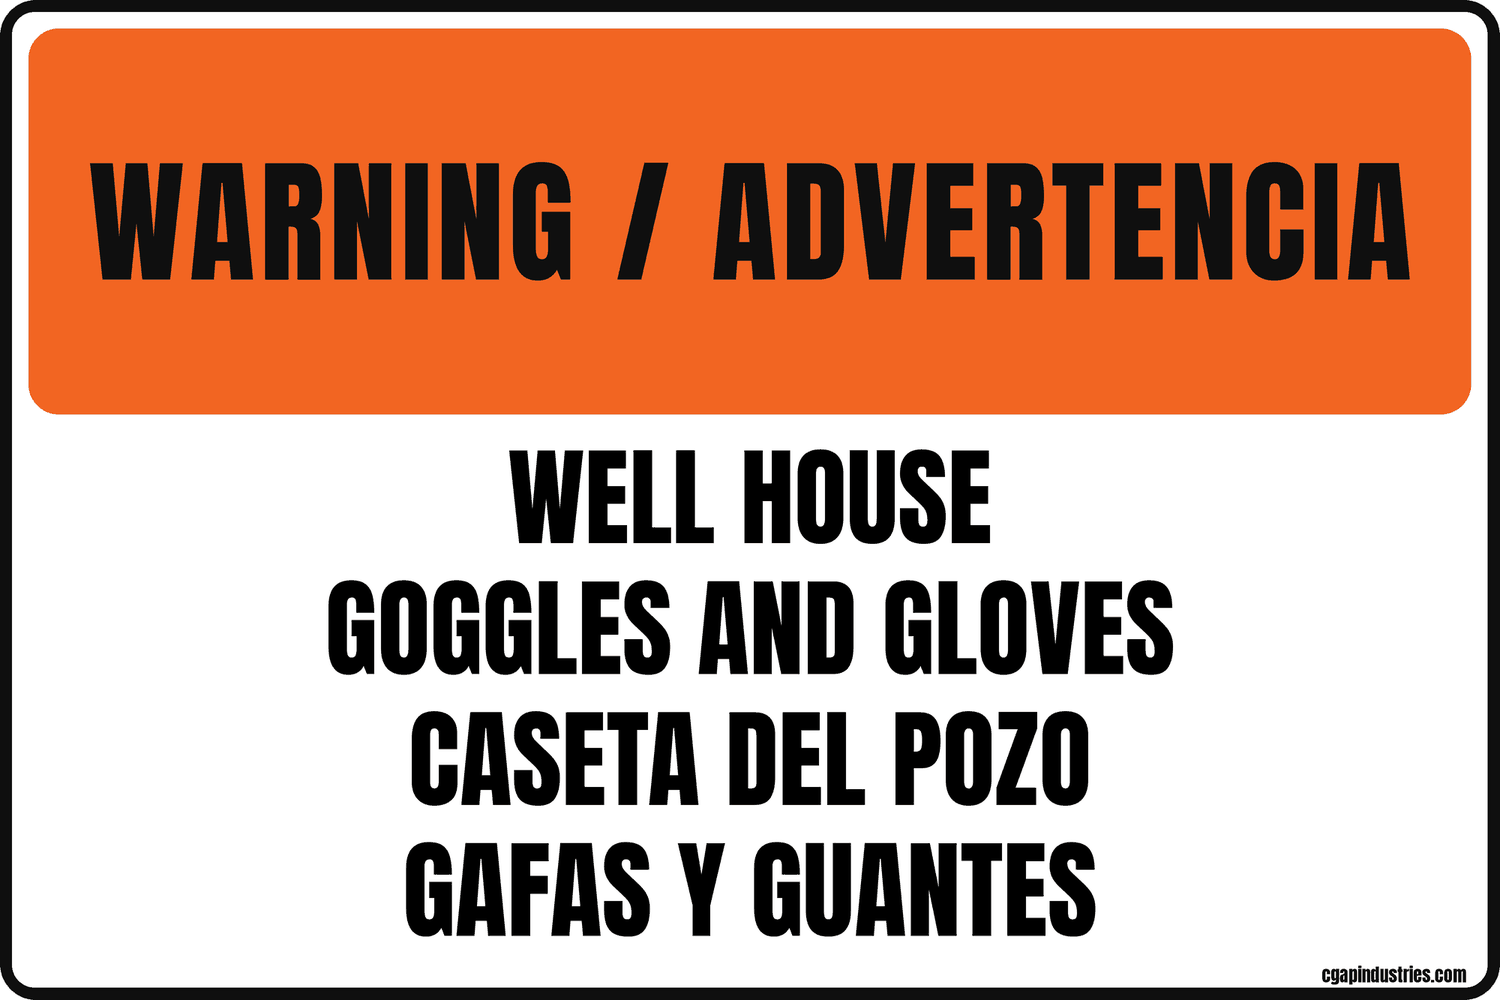 WARNING / ADVERTENCIA
WELL HOUSE
GOGGLES AND GLOVES
CASETA DEL POZO
GAFAS Y GUANTES
cgapindustries.com